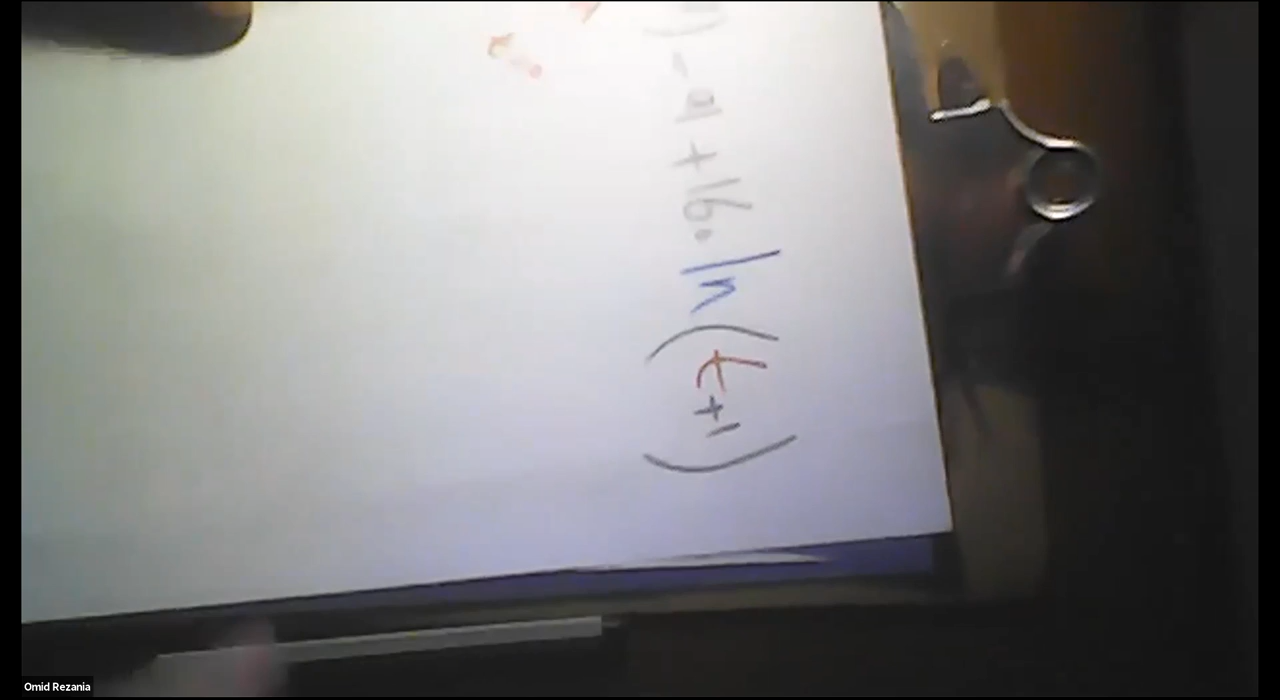 ) - a + 16. ln (t+1)
Omid Rezania